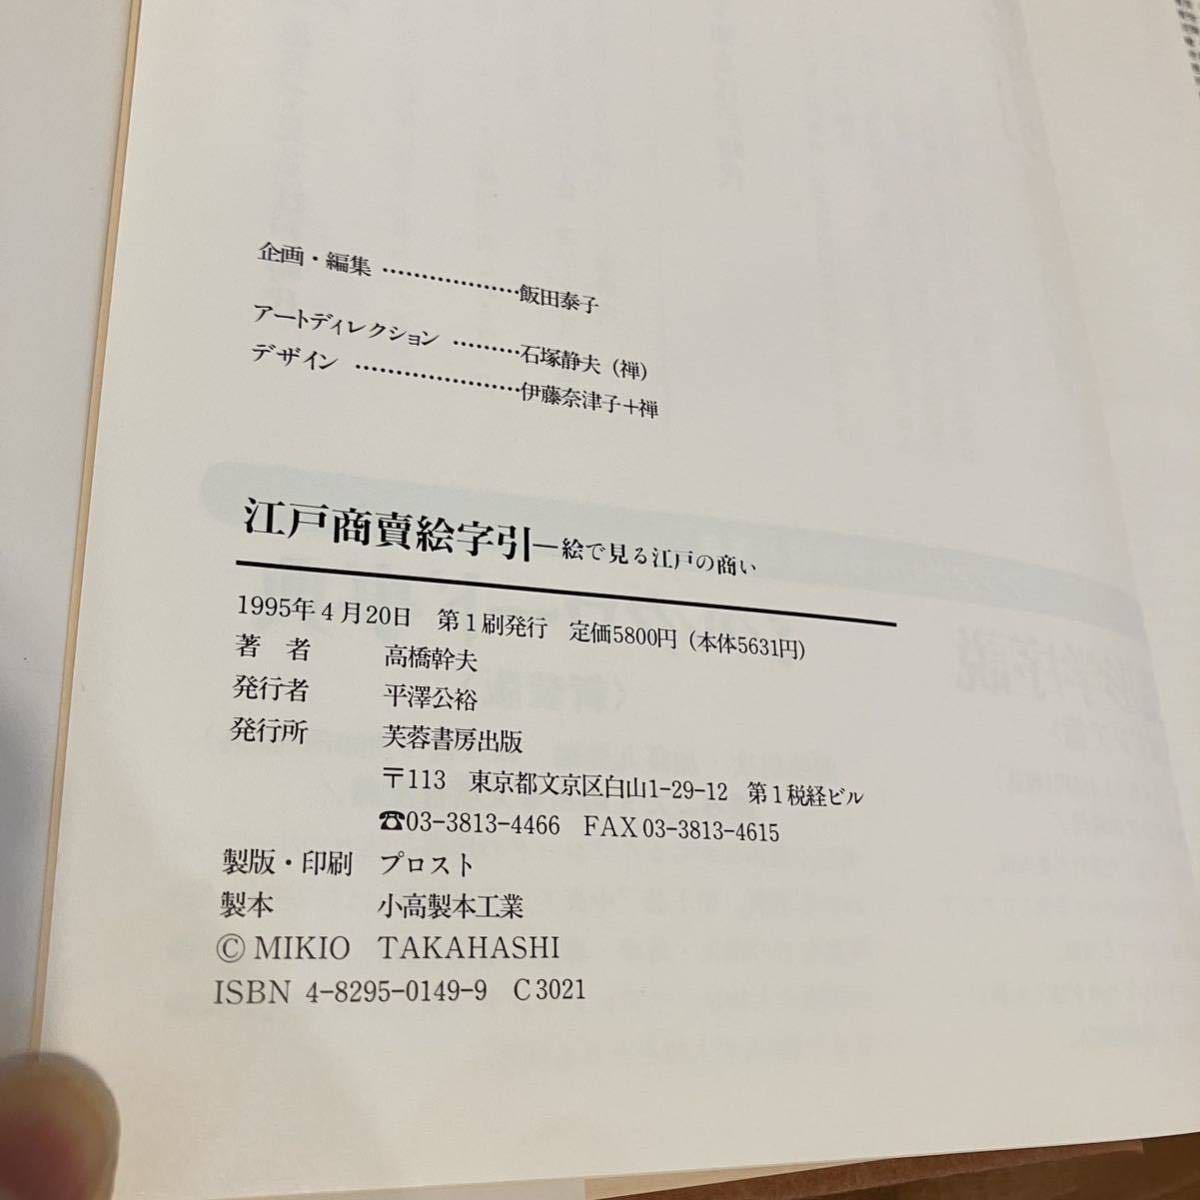 企画・編集 ………………飯田泰子
アートディレクション ………石塚静夫（禅）
デザイン …………………伊藤奈津子＋禅
江戸商賣絵字引―絵で見る江戸の商い
1995年4月20日 第1刷発行 定価5800円（本体5631円）
著者 高橋幹夫
発行者 平澤公裕
発行所 芙蓉書房出版
〒113 東京都文京区白山1-29-12 第1税経ビル
☎03-3813-4466 FAX 03-3813-4615
製版・印刷 プロスト
製本 小高製本工業
© MIKIO TAKAHASHI
ISBN 4-8295-0149-9 C3021